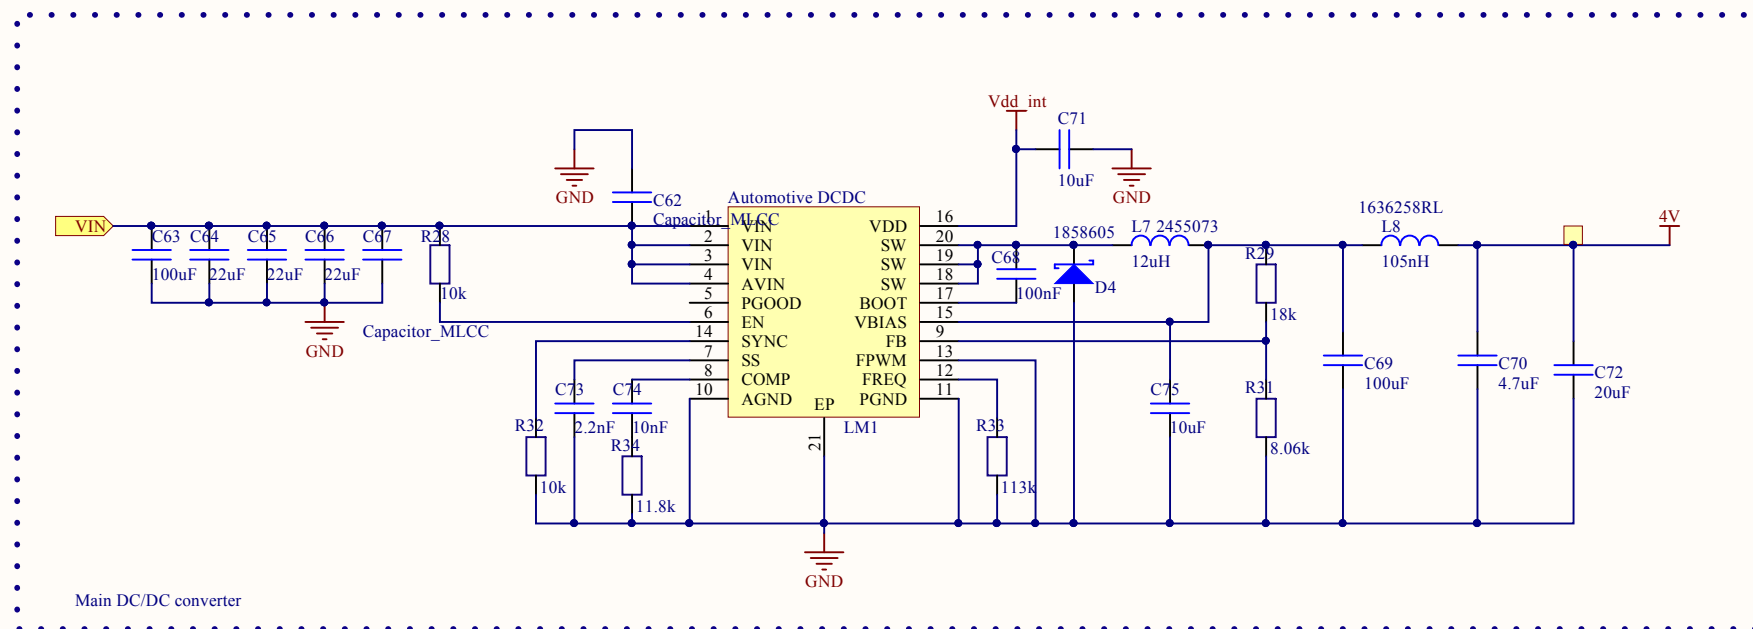 Vdd_int
C71
10uF
GND
GND
C62
Capacitor_MLCC
Automotive DCDC
VIN
C63
100uF
C64
22uF
C65
22uF
C66
22uF
C67
Capacitor_MLCC
GND
R28
10k
1 VIN
2 VIN
3 VIN
4 AVIN
5 PGOOD
6 EN
14 SYNC
7 SS
8 COMP
10 AGND
VDD 16
SW 20
SW 19
SW 18
BOOT 17
VBIAS 15
FB 9
FPWM 13
FREQ 12
PGND 11
EP
21
LM1
C68
100nF
1858605
D4
L7 2455073
12uH
R29
18k
1636258RL
L8
105nH
4V
C69
100uF
C70
4.7uF
C72
20uF
R31
8.06k
C75
10uF
R33
113k
R32
10k
C73
2.2nF
C74
10nF
R34
11.8k
GND
Main DC/DC converter